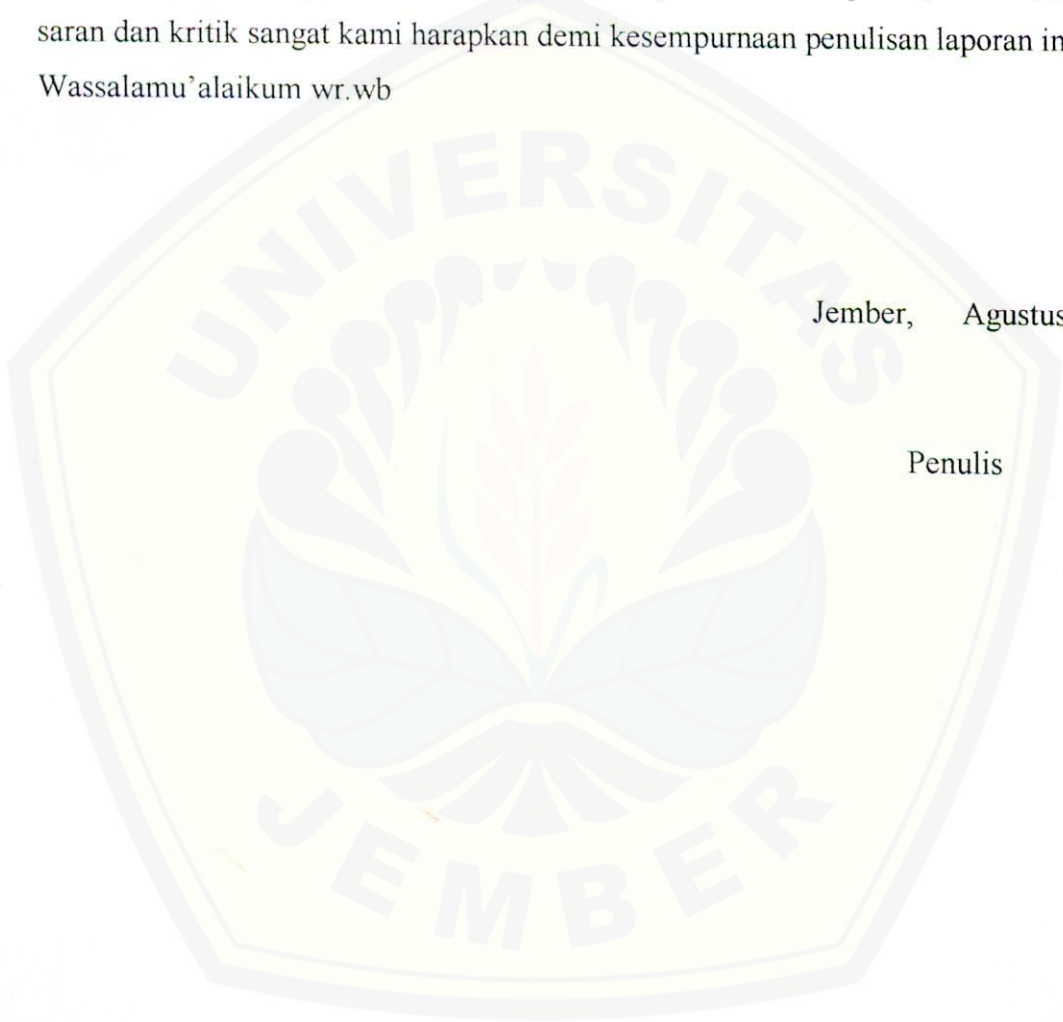 saran dan kritik sangat kami harapkan demi kesempurnaan penulisan laporan in
Wassalamu'alaikum wr.wb
UNIVERSITAS
Jember, Agustus
Penulis
JEMBER